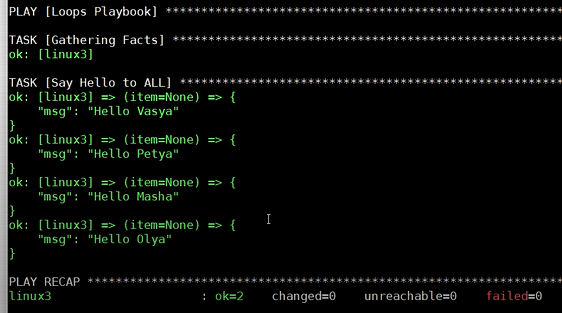 PLAY [Loops Playbook] *******************************************************
TASK [Gathering Facts] ******************************************************
ok: [linux3]
TASK [Say Hello to ALL] *****************************************************
ok: [linux3] => (item=None) => {
    "msg": "Hello Vasya"
}
ok: [linux3] => (item=None) => {
    "msg": "Hello Petya"
}
ok: [linux3] => (item=None) => {
    "msg": "Hello Masha"
}
ok: [linux3] => (item=None) => {
    "msg": "Hello Olya"
}
PLAY RECAP ******************************************************************
linux3                     : ok=2    changed=0    unreachable=0    failed=0